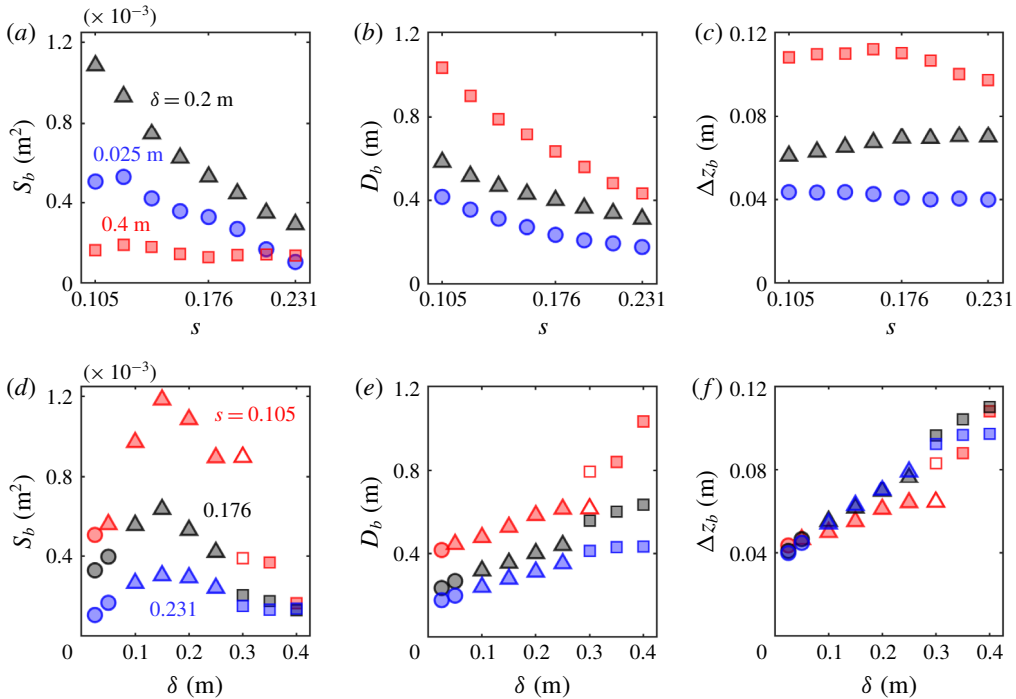 (× 10⁻³)
(a)
1.2
0.8
0.4
0
S_b (m²)
δ = 0.2 m
0.025 m
0.4 m
0.105
0.176
0.231
s
(b)
1.2
0.8
0.4
0
D_b (m)
0.105
0.176
0.231
s
(c)
0.12
0.08
0.04
0
Δz_b (m)
0.105
0.176
0.231
s
(× 10⁻³)
(d)
1.2
0.8
0.4
S_b (m²)
s = 0.105
0.176
0.231
0
0.1
0.2
0.3
0.4
δ (m)
(e)
1.2
0.8
0.4
D_b (m)
0
0.1
0.2
0.3
0.4
δ (m)
(f)
0.12
0.08
0.04
Δz_b (m)
0
0.1
0.2
0.3
0.4
δ (m)